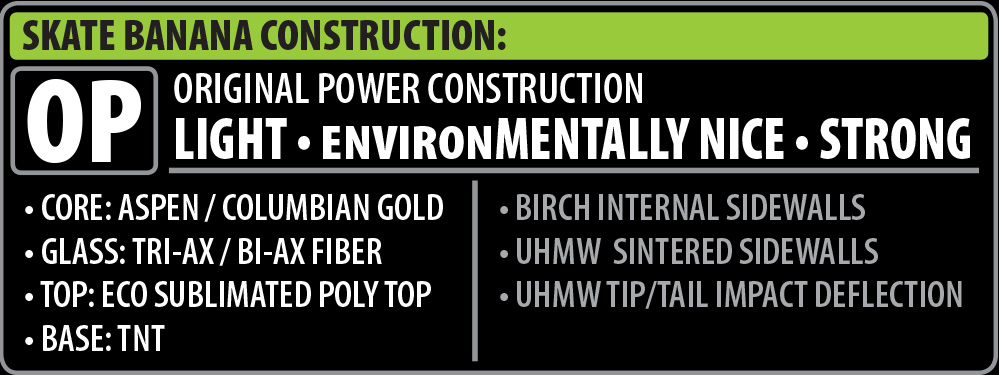 SKATE BANANA CONSTRUCTION:
OP
ORIGINAL POWER CONSTRUCTION
LIGHT • ENVIRONMENTALLY NICE • STRONG
• CORE: ASPEN / COLUMBIAN GOLD
• GLASS: TRI-AX / BI-AX FIBER
• TOP: ECO SUBLIMATED POLY TOP
• BASE: TNT
• BIRCH INTERNAL SIDEWALLS
• UHMW SINTERED SIDEWALLS
• UHMW TIP/TAIL IMPACT DEFLECTION